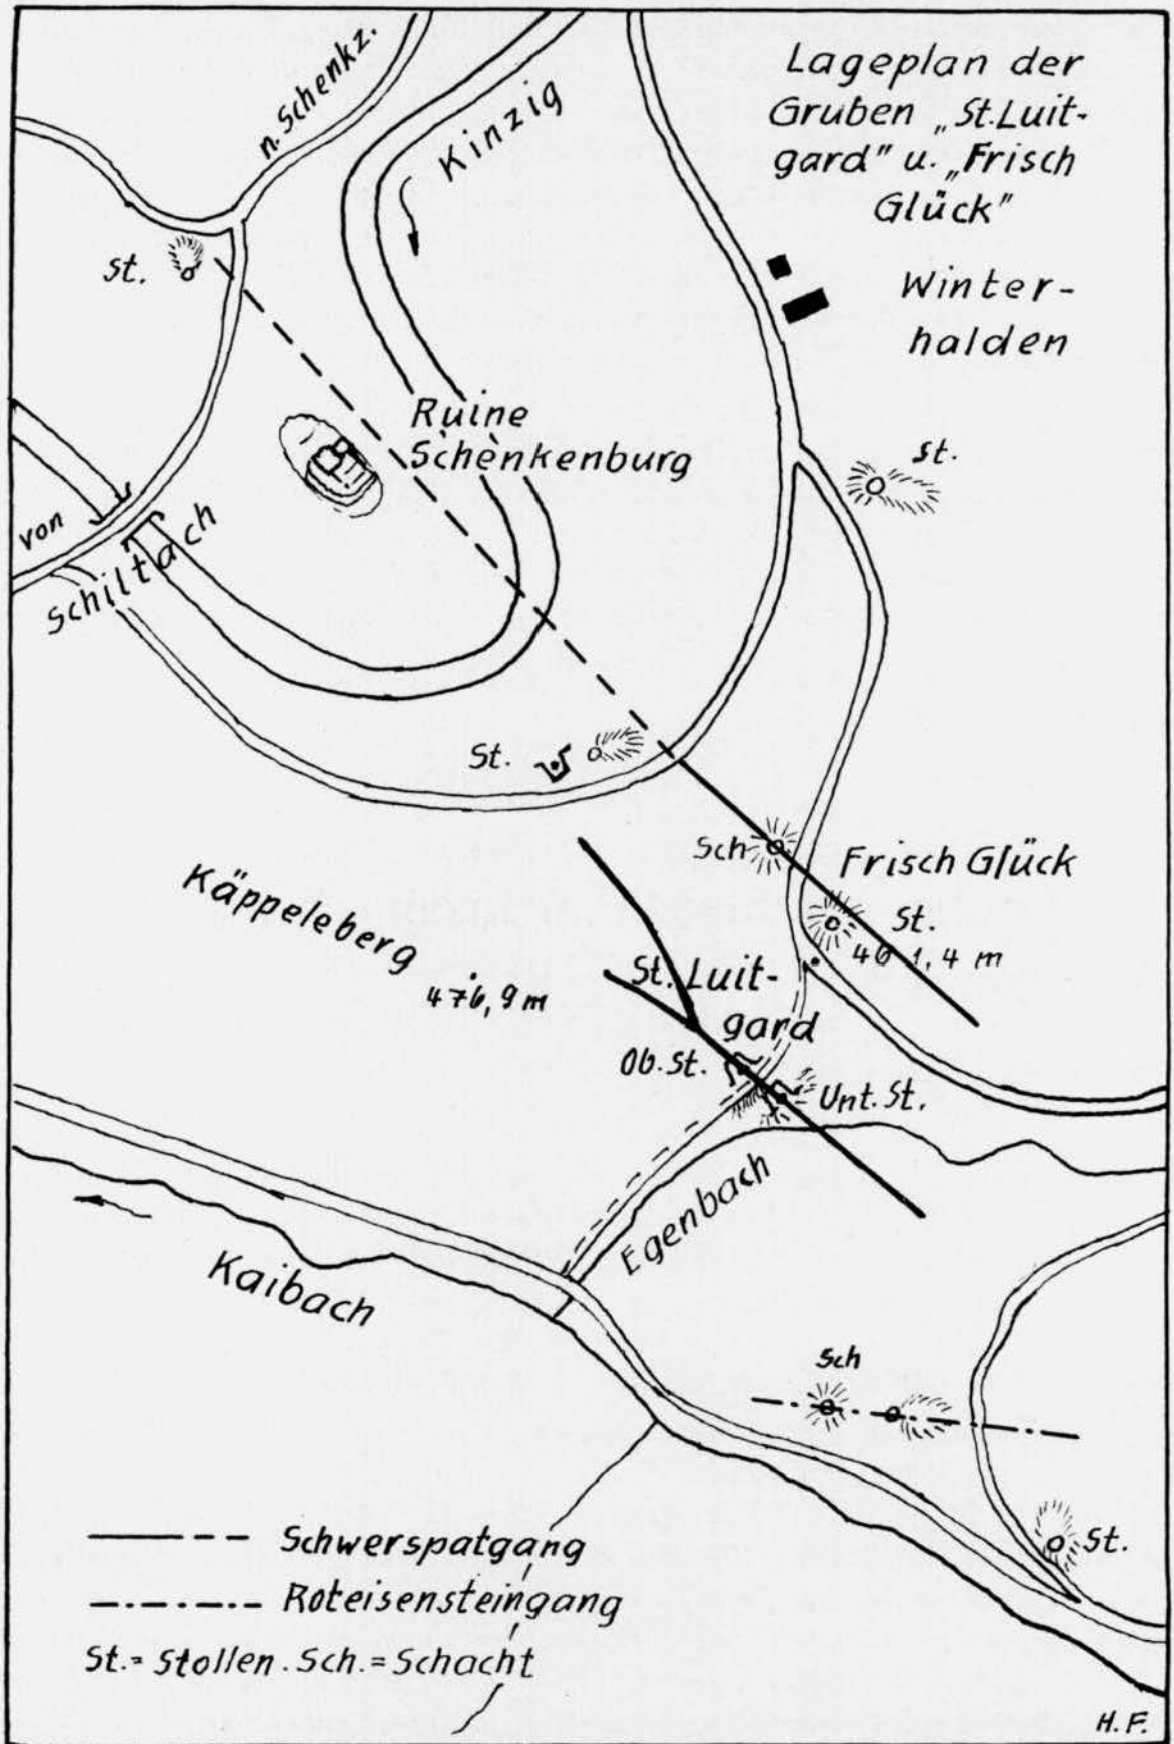 Lageplan der
Gruben „St.Luit-
gard” u. „Frisch
Glück”
n. Schenkz.
Kinzig
St.
Winter-
halden
Ruine
Schenkenburg
St.
von
Schiltach
St.
Sch
Frisch Glück
St.
401,4 m
Käppeleberg
476,9 m
St. Luit-
gard
Ob. St.
Unt. St.
Egenbach
Kaibach
Sch
St.
Schwerspatgang
Roteisensteingang
St.= Stollen. Sch.= Schacht
H.F.